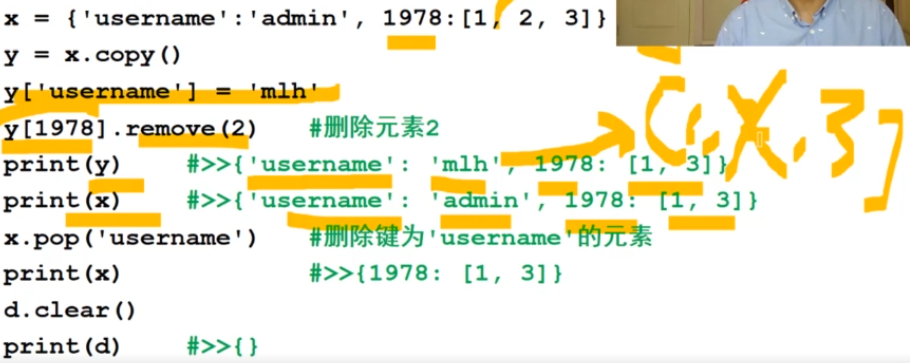 x = {'username':'admin', 1978:[1, 2, 3]}
y = x.copy()
y['username'] = 'mlh'
y[1978].remove(2) #删除元素2
print(y) #>>{'username': 'mlh', 1978: [1, 3]}
print(x) #>>{'username': 'admin', 1978: [1, 3]}
x.pop('username') #删除键为'username'的元素
print(x) #>>{1978: [1, 3]}
d.clear()
print(d) #>>{}